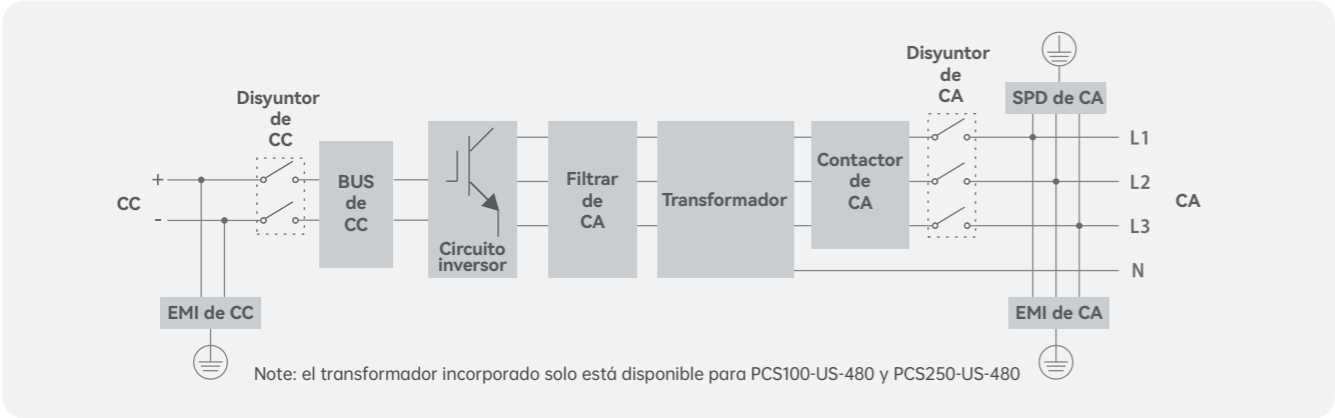 Disyuntor
de
CC
+
CC
-
BUS
de
CC
Circuito
inversor
Filtrar
de
CA
Transformador
Contactor
de
CA
Disyuntor
de
CA
SPD de CA
L1
L2
CA
L3
N
EMI de CC
EMI de CA
Note: el transformador incorporado solo está disponible para PCS100-US-480 y PCS250-US-480